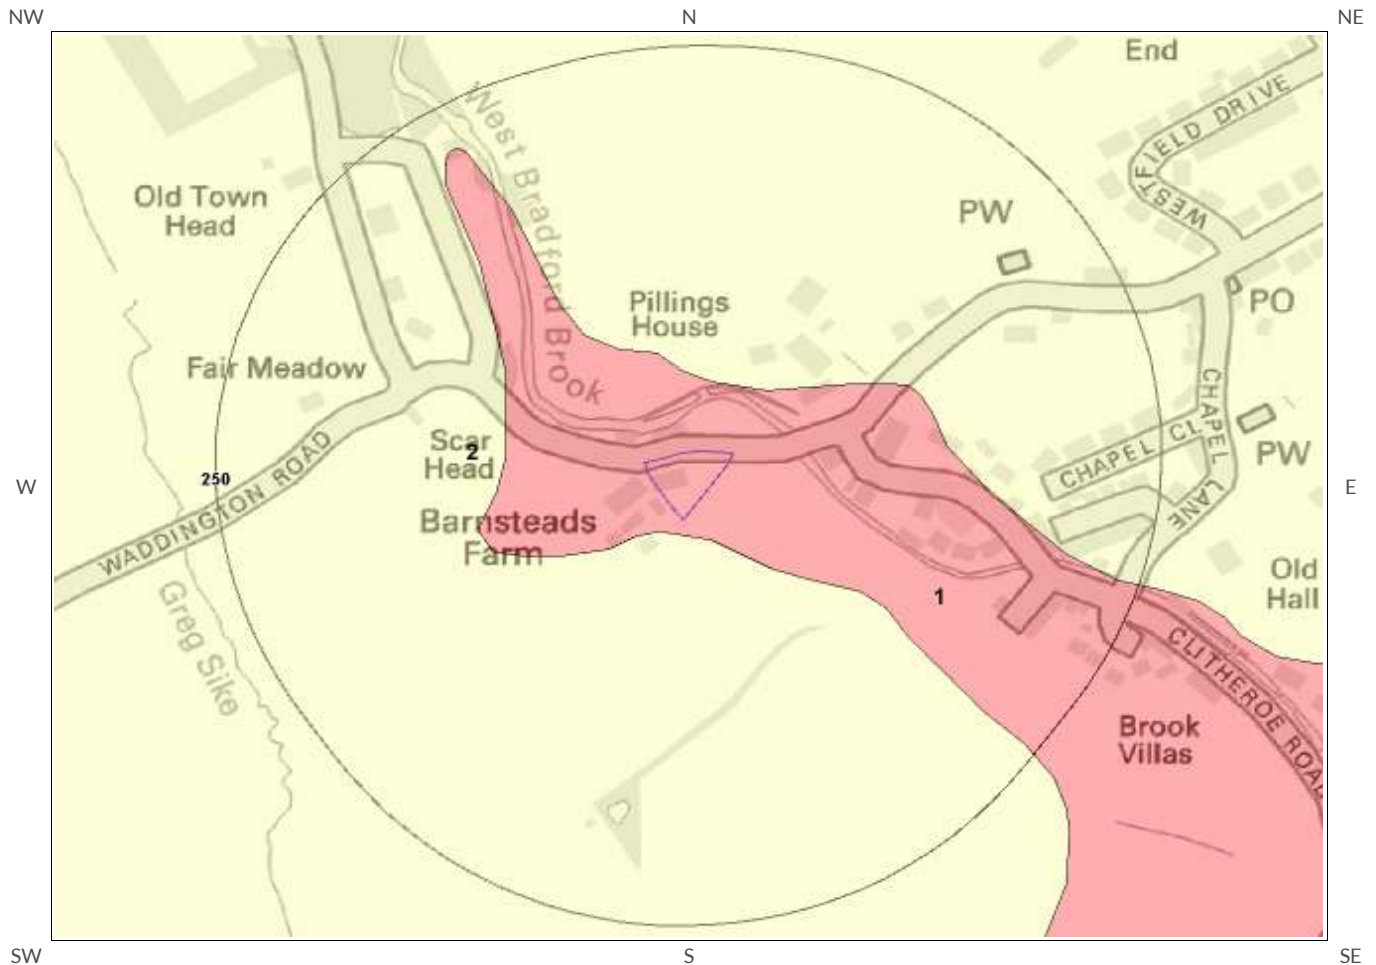 NW
N
NE
End
WESTFIELD DRIVE
West Bradford Brook
Old Town
Head
PW
PO
Pillings
House
Fair Meadow
CHAPEL LANE
CHAPEL CL
PW
Scar
Head
2
250
WADDINGTON ROAD
W
E
Barnsteads
Farm
Old
Hall
1
Greg Sike
CLITHEROE ROAD
Brook
Villas
SW
S
SE